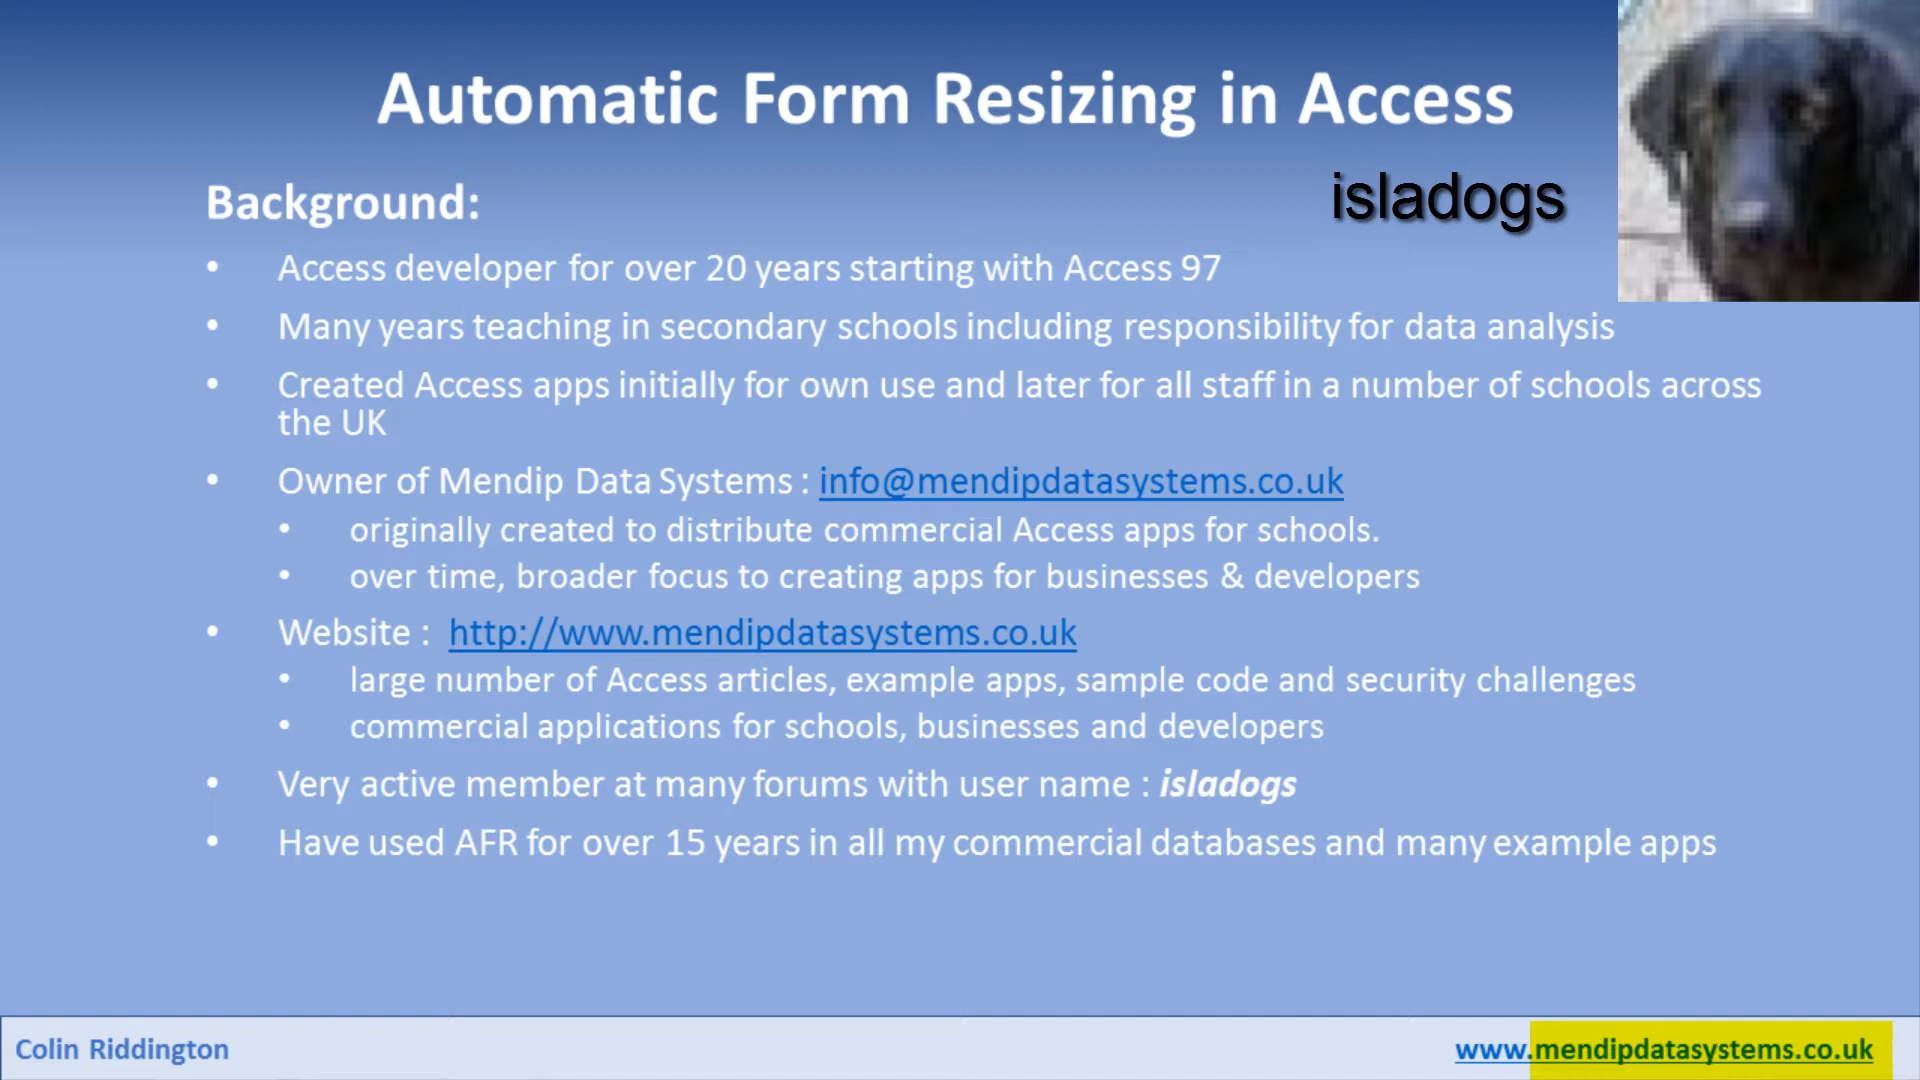 Automatic Form Resizing in Access
Background:
isladogs
• Access developer for over 20 years starting with Access 97
• Many years teaching in secondary schools including responsibility for data analysis
• Created Access apps initially for own use and later for all staff in a number of schools across
the UK
• Owner of Mendip Data Systems : info@mendipdatasystems.co.uk
• originally created to distribute commercial Access apps for schools.
• over time, broader focus to creating apps for businesses & developers
• Website : http://www.mendipdatasystems.co.uk
• large number of Access articles, example apps, sample code and security challenges
• commercial applications for schools, businesses and developers
• Very active member at many forums with user name : isladogs
• Have used AFR for over 15 years in all my commercial databases and many example apps
Colin Riddington
www.mendipdatasystems.co.uk